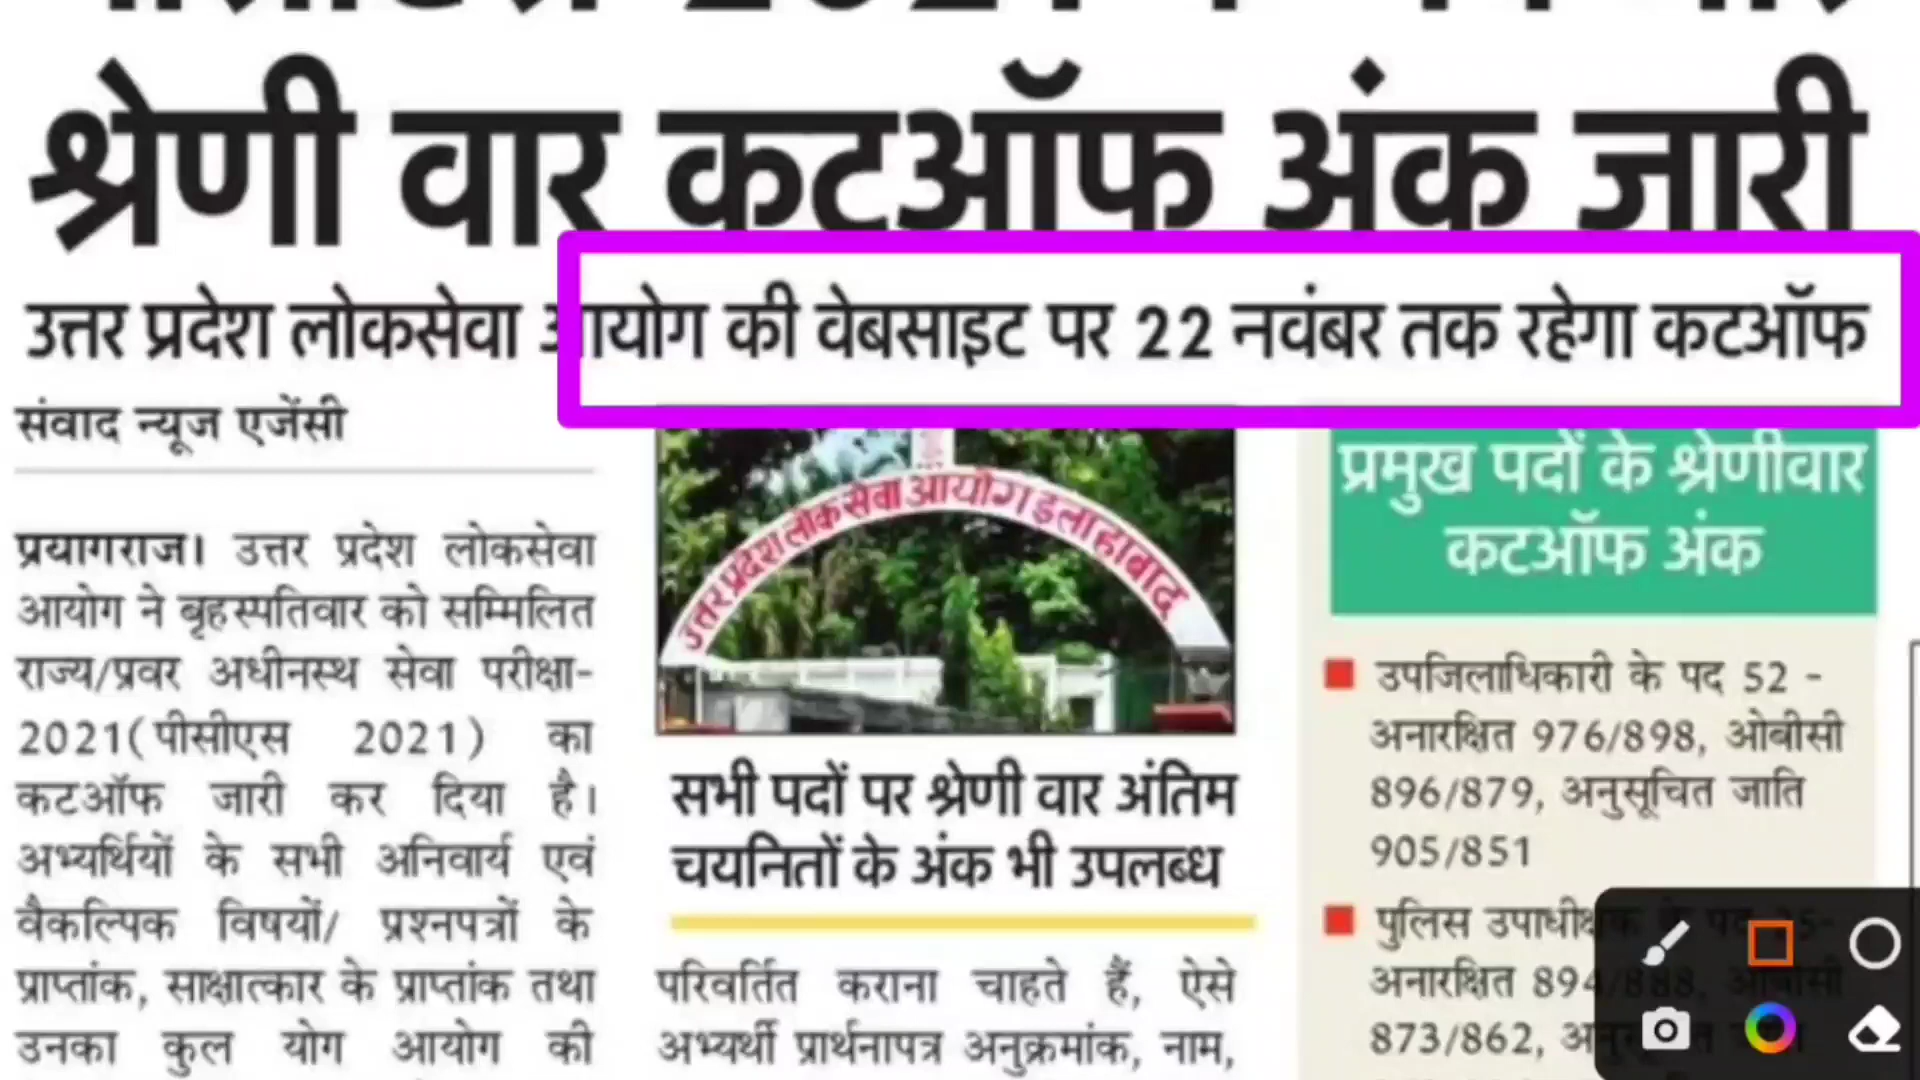 श्रेणी वार कटऑफ अंक जारी
उत्तर प्रदेश लोकसेवा आयोग की वेबसाइट पर 22 नवंबर तक रहेगा कटऑफ
संवाद न्यूज एजेंसी
प्रयागराज। उत्तर प्रदेश लोकसेवा
आयोग ने बृहस्पतिवार को सम्मिलित
राज्य/प्रवर अधीनस्थ सेवा परीक्षा-
2021(पीसीएस 2021) का
कटऑफ जारी कर दिया है।
अभ्यर्थियों के सभी अनिवार्य एवं
वैकल्पिक विषयों/ प्रश्नपत्रों के
प्राप्तांक, साक्षात्कार के प्राप्तांक तथा
उनका कुल योग आयोग की
उत्तर प्रदेश लोक सेवा आयोग इलाहाबाद
सभी पदों पर श्रेणी वार अंतिम
चयनितों के अंक भी उपलब्ध
परिवर्तित कराना चाहते हैं, ऐसे
अभ्यर्थी प्रार्थनापत्र अनुक्रमांक, नाम,
प्रमुख पदों के श्रेणीवार
कटऑफ अंक
उपजिलाधिकारी के पद 52 -
अनारक्षित 976/898, ओबीसी
896/879, अनुसूचित जाति
905/851
पुलिस उपाधीक्षक के पद
अनारक्षित 894/888, ओबीसी
873/862,